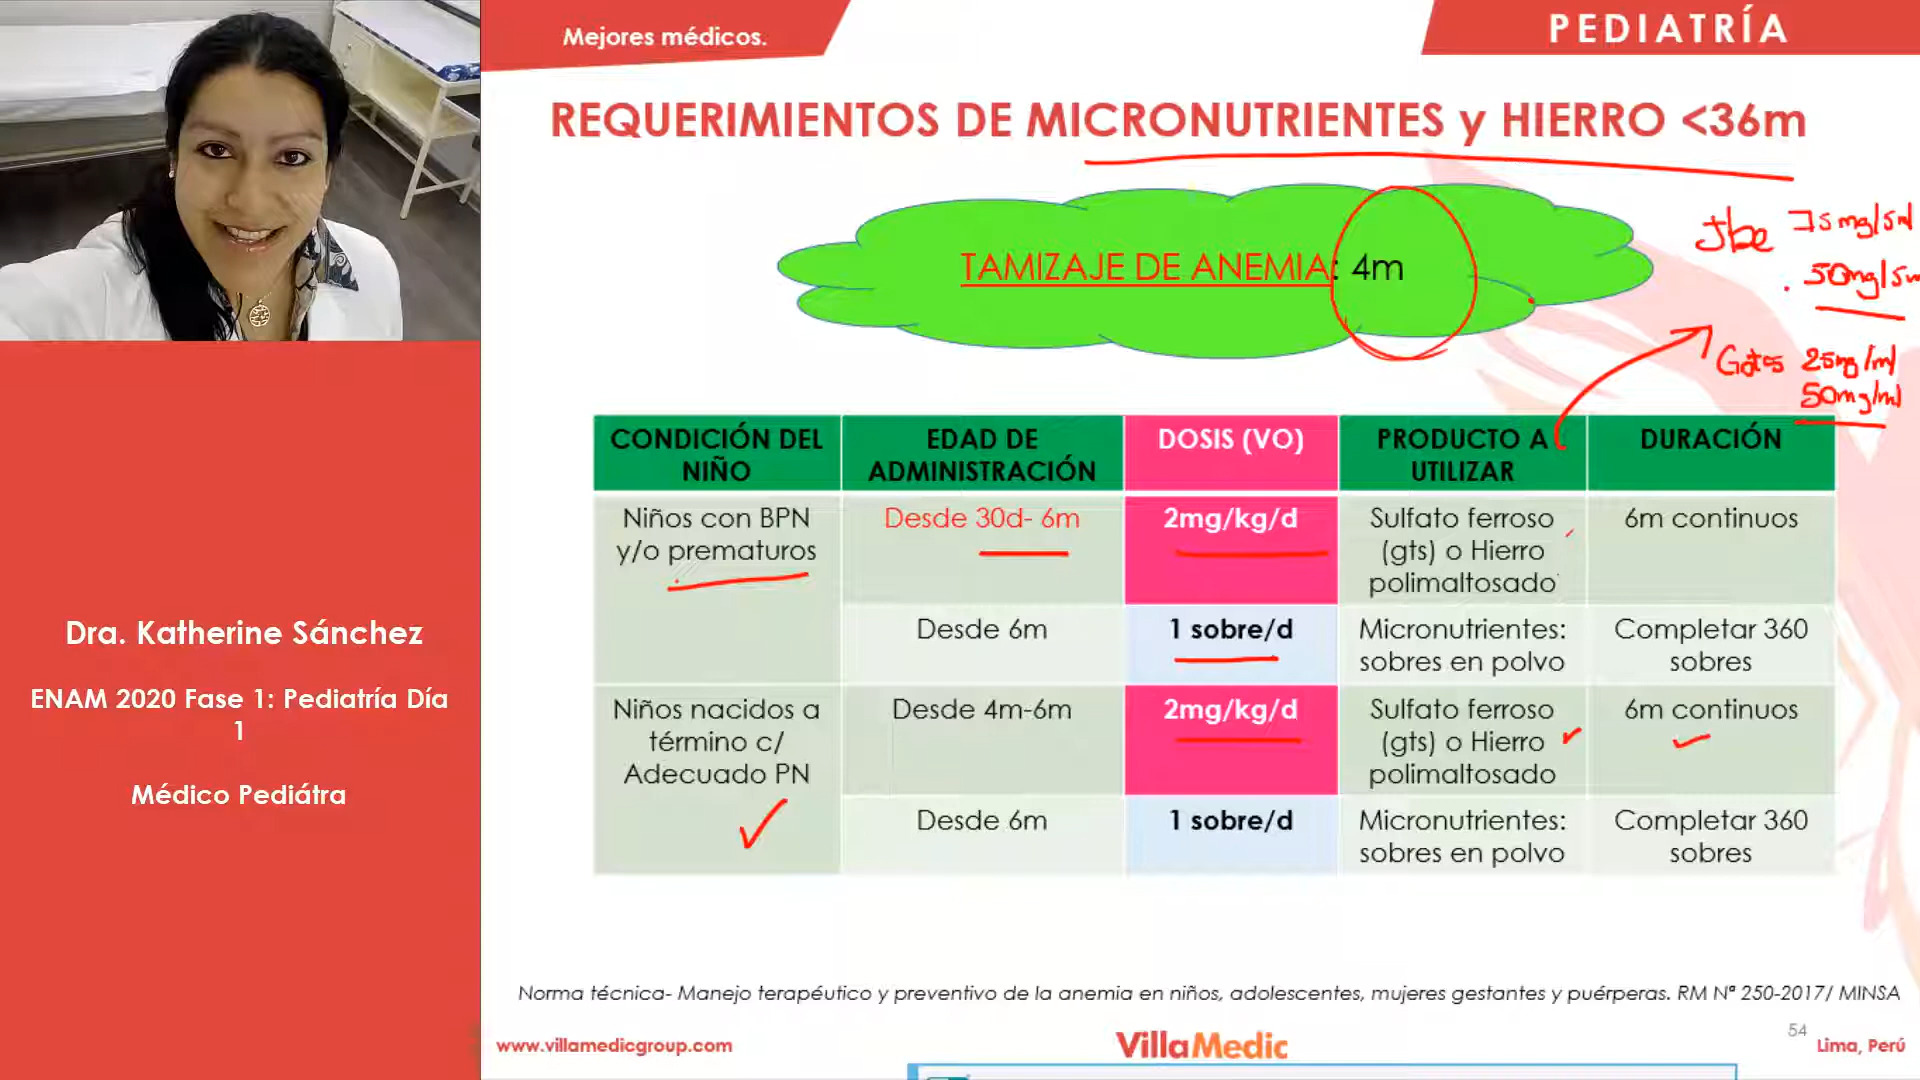 Mejores médicos.
PEDIATRÍA
REQUERIMIENTOS DE MICRONUTRIENTES y HIERRO <36m
TAMIZAJE DE ANEMIA: 4m
Jbe 75mg/5ml
. 50mg/5m
Gotas 25mg/ml
50mg/ml
CONDICIÓN DEL
NIÑO
EDAD DE
ADMINISTRACIÓN
DOSIS (VO)
PRODUCTO A
UTILIZAR
DURACIÓN
Niños con BPN
y/o prematuros
Desde 30d- 6m
2mg/kg/d
Sulfato ferroso
(gts) o Hierro
polimaltosado
6m continuos
Desde 6m
1 sobre/d
Micronutrientes:
sobres en polvo
Completar 360
sobres
Niños nacidos a
término c/
Adecuado PN
Desde 4m-6m
2mg/kg/d
Sulfato ferroso
(gts) o Hierro
polimaltosado
6m continuos
Desde 6m
1 sobre/d
Micronutrientes:
sobres en polvo
Completar 360
sobres
Dra. Katherine Sánchez
ENAM 2020 Fase 1: Pediatría Día
1
Médico Pediátra
Norma técnica- Manejo terapéutico y preventivo de la anemia en niños, adolescentes, mujeres gestantes y puérperas. RM Nª 250-2017/ MINSA
www.villamedicgroup.com
VillaMedic
54
Lima, Perú